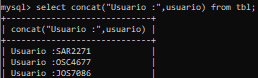 mysql> select concat("Usuario :",usuario) from tbl;
+-----------------------------+
| concat("Usuario :",usuario) |
+-----------------------------+
| Usuario :SAR2271
| Usuario :OSC4677
| Usuario :JOS7086